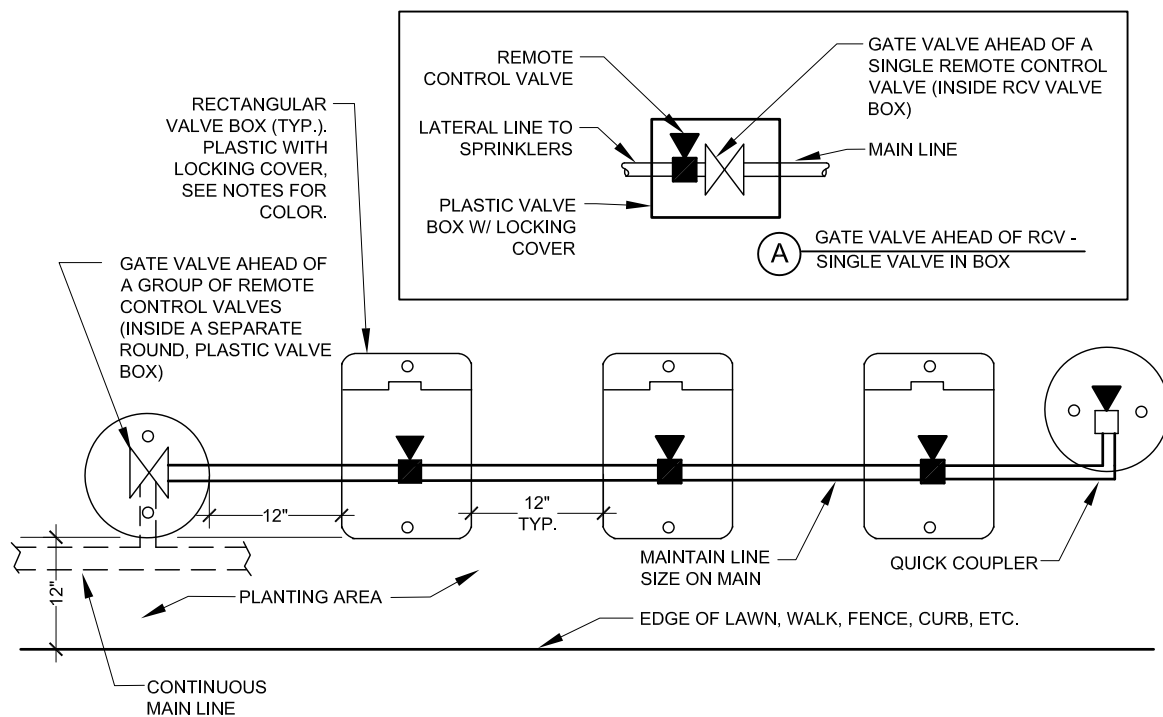 REMOTE
CONTROL VALVE
GATE VALVE AHEAD OF A
SINGLE REMOTE CONTROL
VALVE (INSIDE RCV VALVE
BOX)
LATERAL LINE TO
SPRINKLERS
MAIN LINE
PLASTIC VALVE
BOX W/ LOCKING
COVER
A
GATE VALVE AHEAD OF RCV -
SINGLE VALVE IN BOX
RECTANGULAR
VALVE BOX (TYP.).
PLASTIC WITH
LOCKING COVER,
SEE NOTES FOR
COLOR.
GATE VALVE AHEAD OF
A GROUP OF REMOTE
CONTROL VALVES
(INSIDE A SEPARATE
ROUND, PLASTIC VALVE
BOX)
12"
12"
TYP.
12"
MAINTAIN LINE
SIZE ON MAIN
QUICK COUPLER
PLANTING AREA
EDGE OF LAWN, WALK, FENCE, CURB, ETC.
CONTINUOUS
MAIN LINE